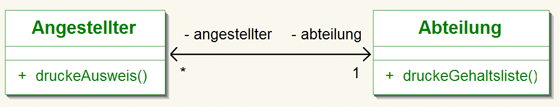 Angestellter
+ druckeAusweis()
- angestellter - abteilung
* 1
Abteilung
+ druckeGehaltsliste()